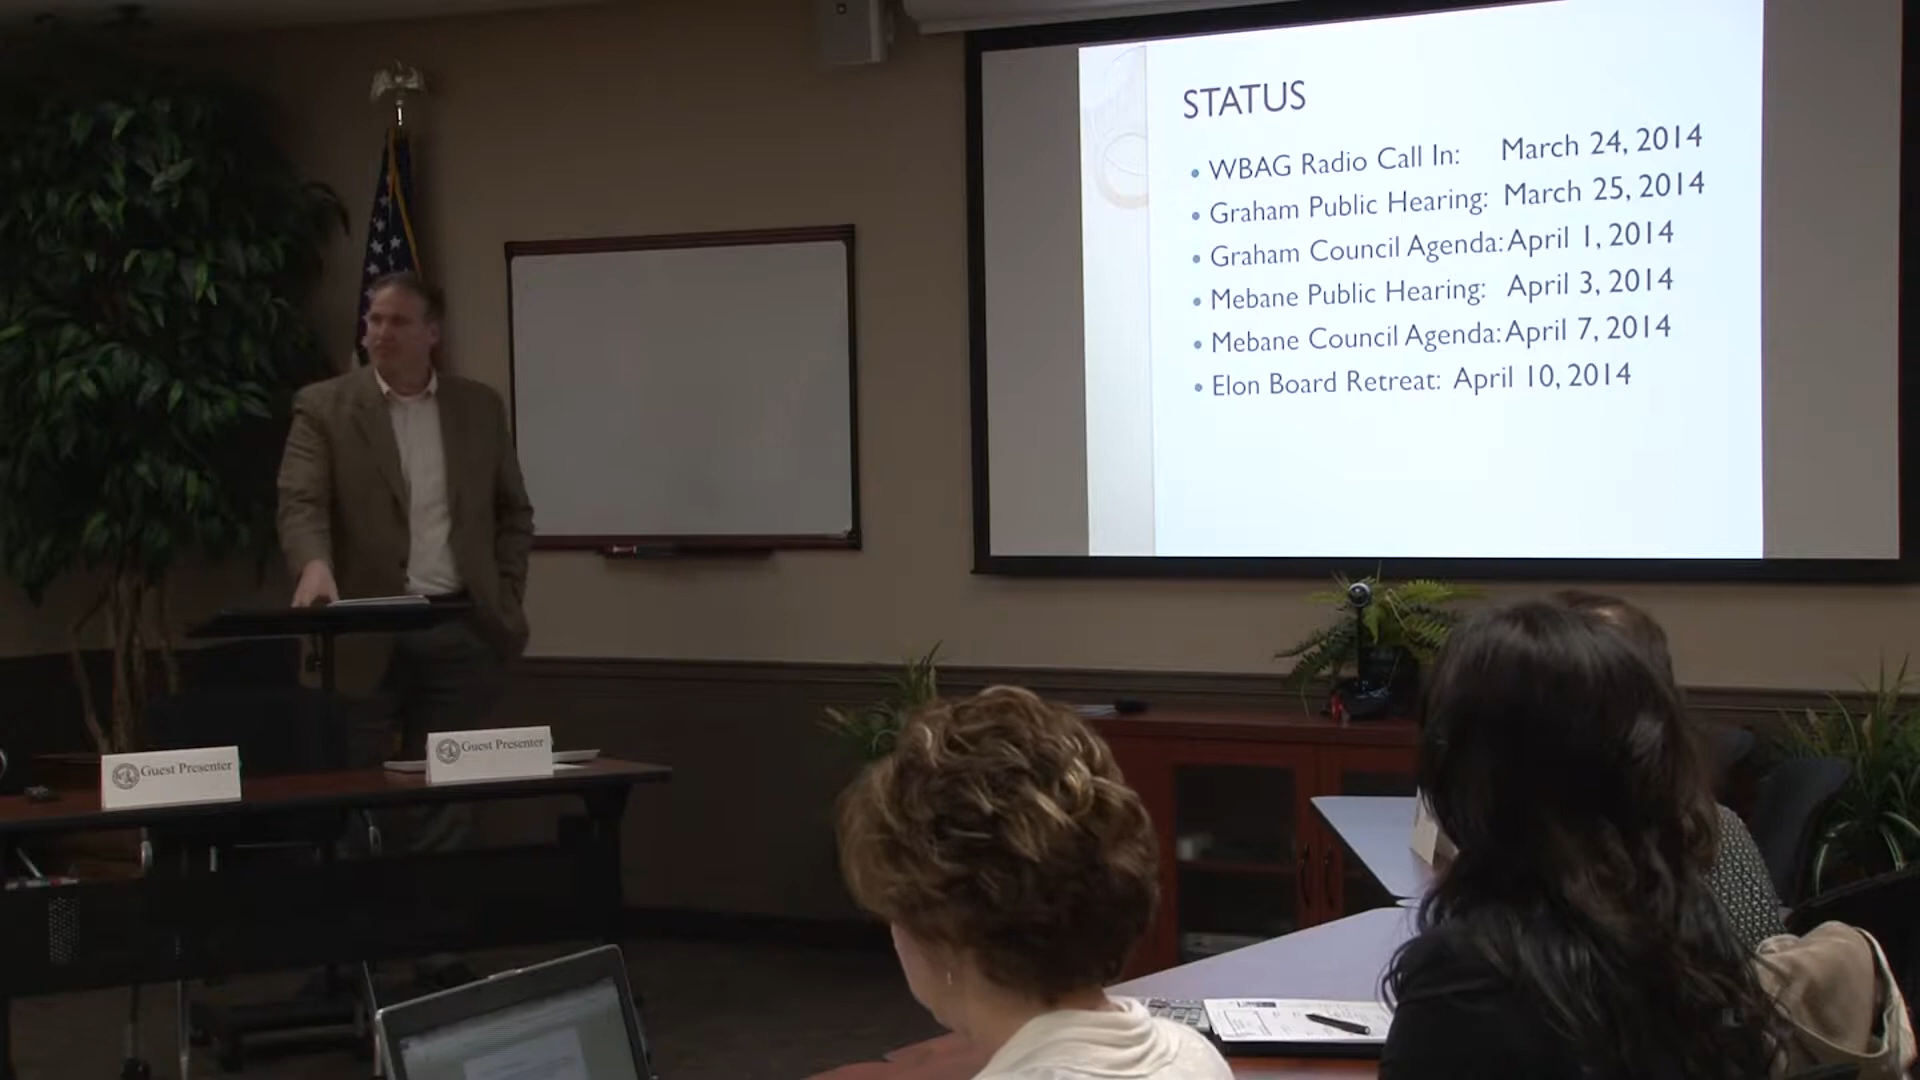 STATUS
• WBAG Radio Call In: March 24, 2014
• Graham Public Hearing: March 25, 2014
• Graham Council Agenda: April 1, 2014
• Mebane Public Hearing: April 3, 2014
• Mebane Council Agenda: April 7, 2014
• Elon Board Retreat: April 10, 2014
Guest Presenter
Guest Presenter